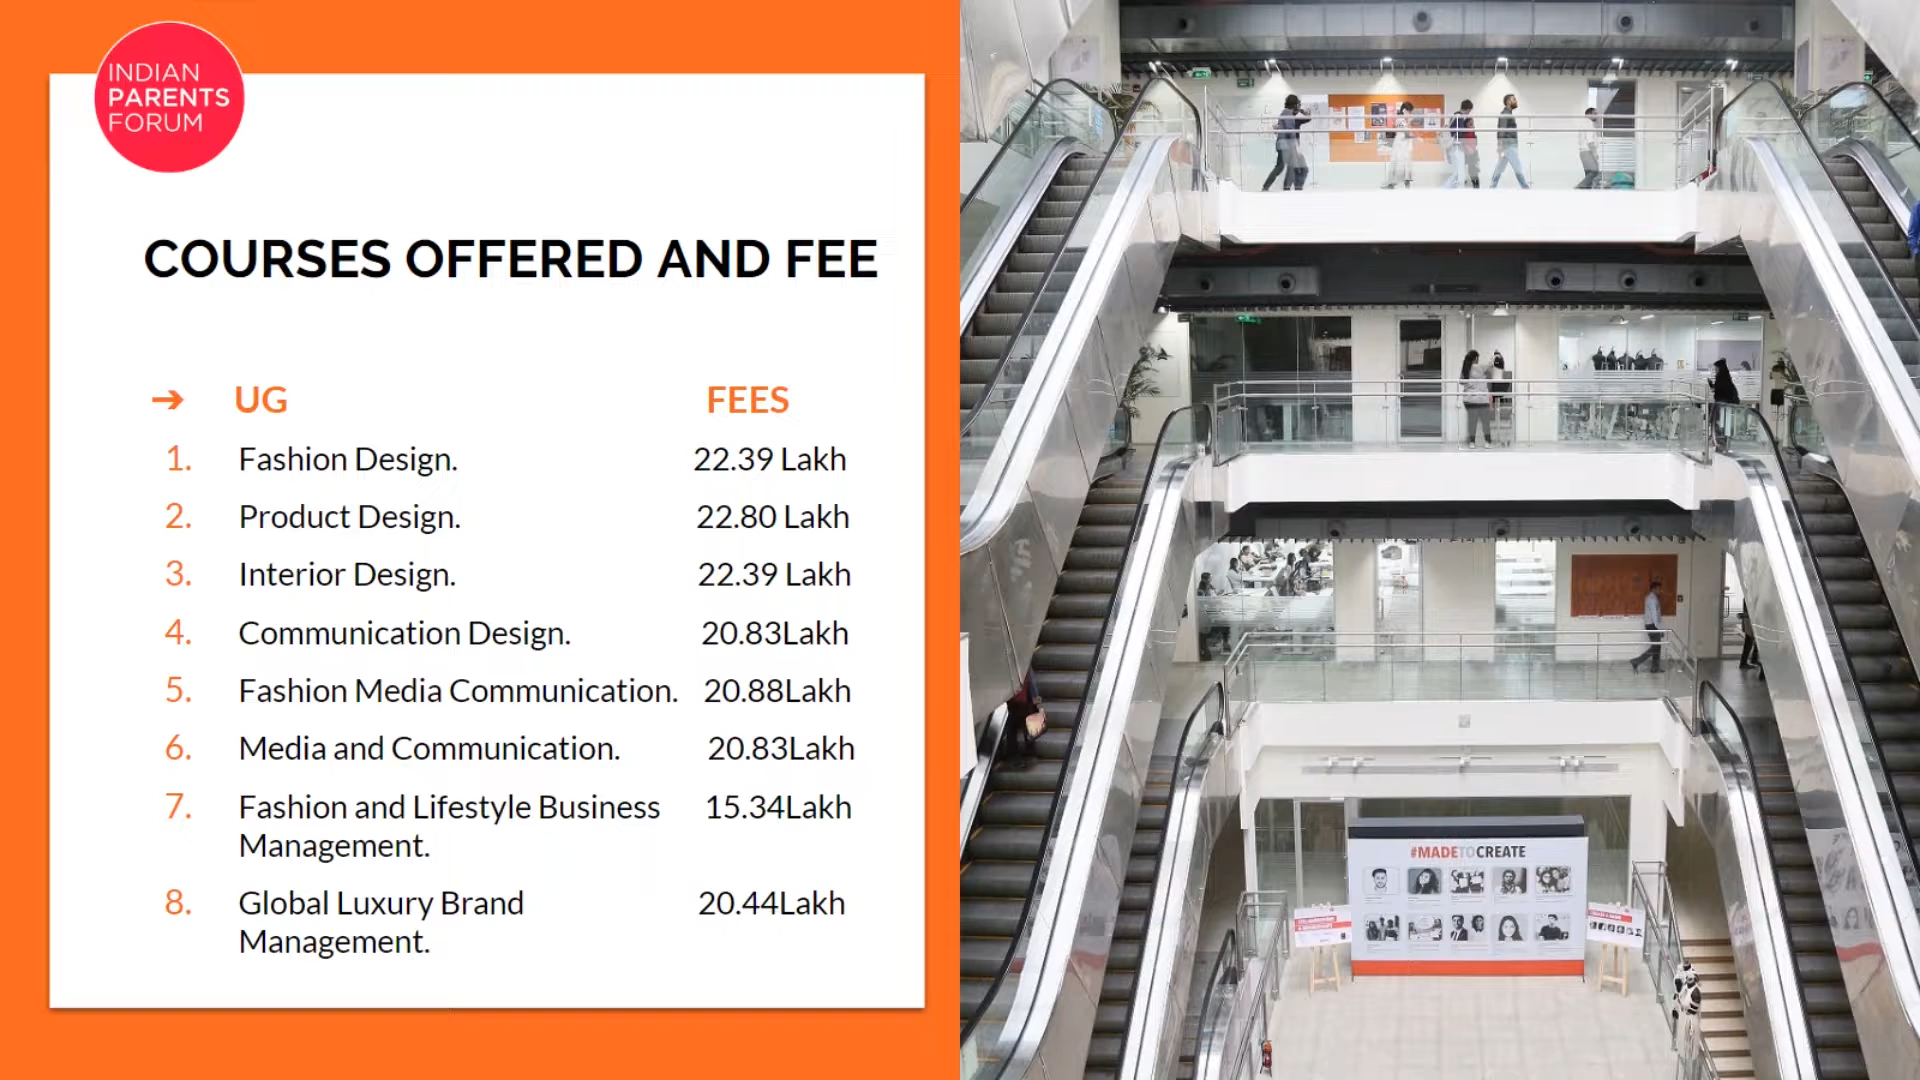 INDIAN
PARENTS
FORUM
COURSES OFFERED AND FEE
➔ UG FEES
1. Fashion Design. 22.39 Lakh
2. Product Design. 22.80 Lakh
3. Interior Design. 22.39 Lakh
4. Communication Design. 20.83Lakh
5. Fashion Media Communication. 20.88Lakh
6. Media and Communication. 20.83Lakh
7. Fashion and Lifestyle Business 15.34Lakh
Management.
8. Global Luxury Brand 20.44Lakh
Management.
#MADETOCREATE